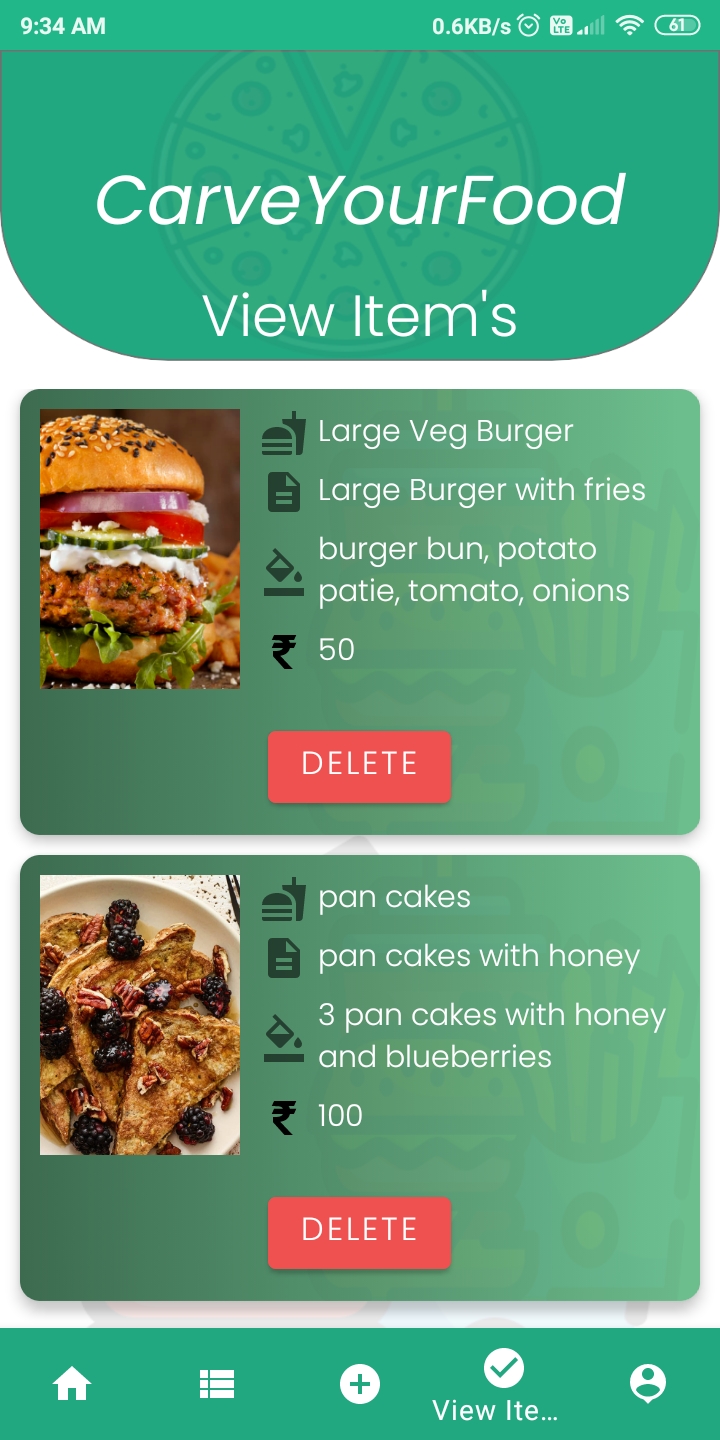 9:34 AM 0.6KB/s Vo LTE 61
CarveYourFood
View Item's
Large Veg Burger
Large Burger with fries
burger bun, potato
patie, tomato, onions
₹ 50
DELETE
pan cakes
pan cakes with honey
3 pan cakes with honey
and blueberries
₹ 100
DELETE
View Ite...